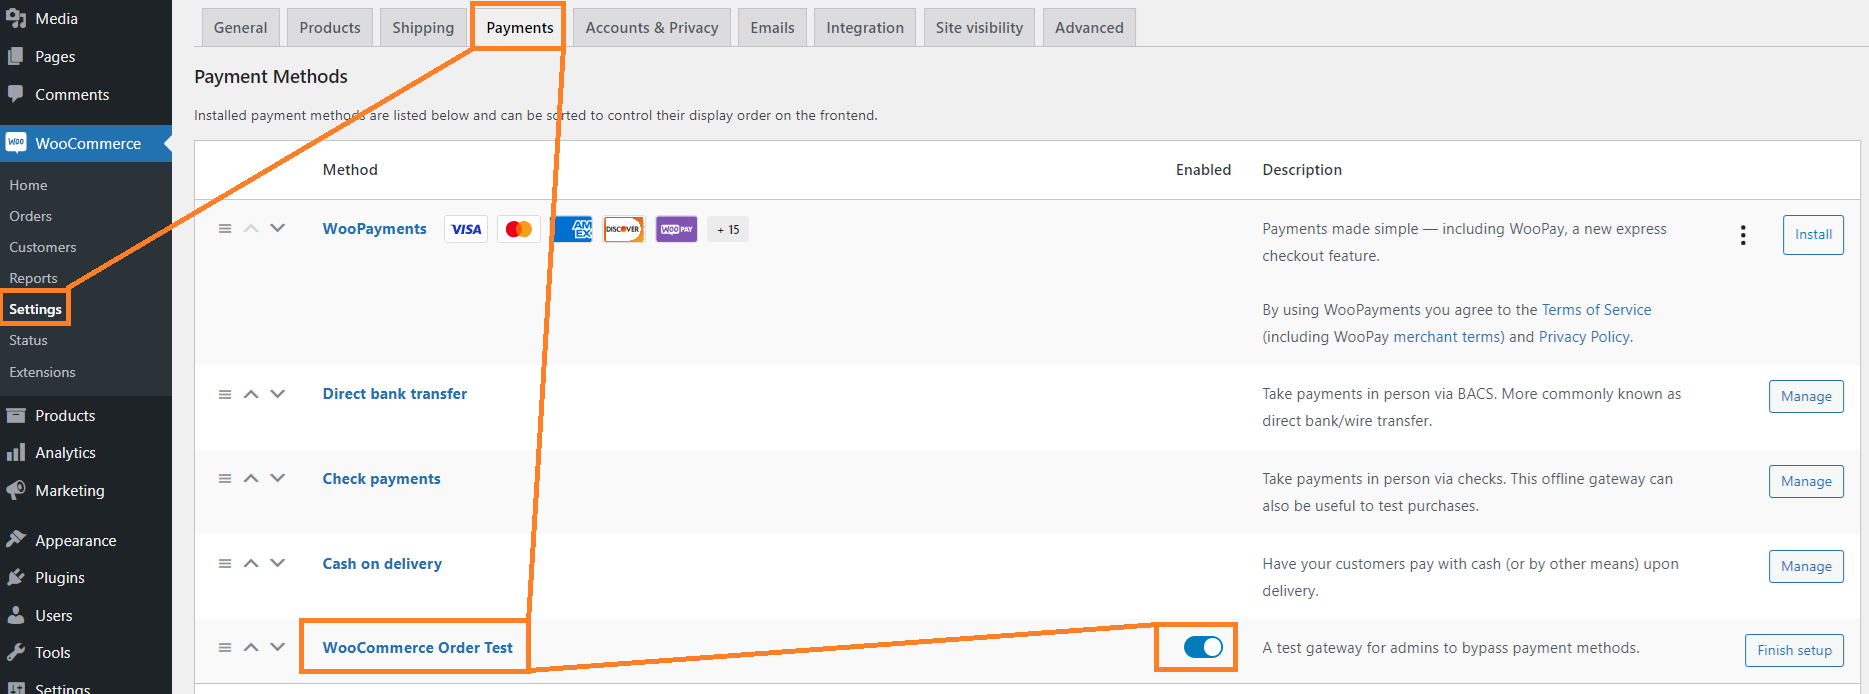 Media
Pages
Comments
WooCommerce
Home
Orders
Customers
Reports
Settings
Status
Extensions
Products
Analytics
Marketing
Appearance
Plugins
Users
Tools
Settings
General
Products
Shipping
Payments
Accounts & Privacy
Emails
Integration
Site visibility
Advanced
Payment Methods
Installed payment methods are listed below and can be sorted to control their display order on the frontend.
Method Enabled Description
WooPayments VISA AM EX DISCOVER WOO PAY + 15
Payments made simple — including WooPay, a new express
checkout feature.
By using WooPayments you agree to the Terms of Service
(including WooPay merchant terms) and Privacy Policy.
Install
Direct bank transfer
Take payments in person via BACS. More commonly known as
direct bank/wire transfer.
Manage
Check payments
Take payments in person via checks. This offline gateway can
also be useful to test purchases.
Manage
Cash on delivery
Have your customers pay with cash (or by other means) upon
delivery.
Manage
WooCommerce Order Test
A test gateway for admins to bypass payment methods.
Finish setup